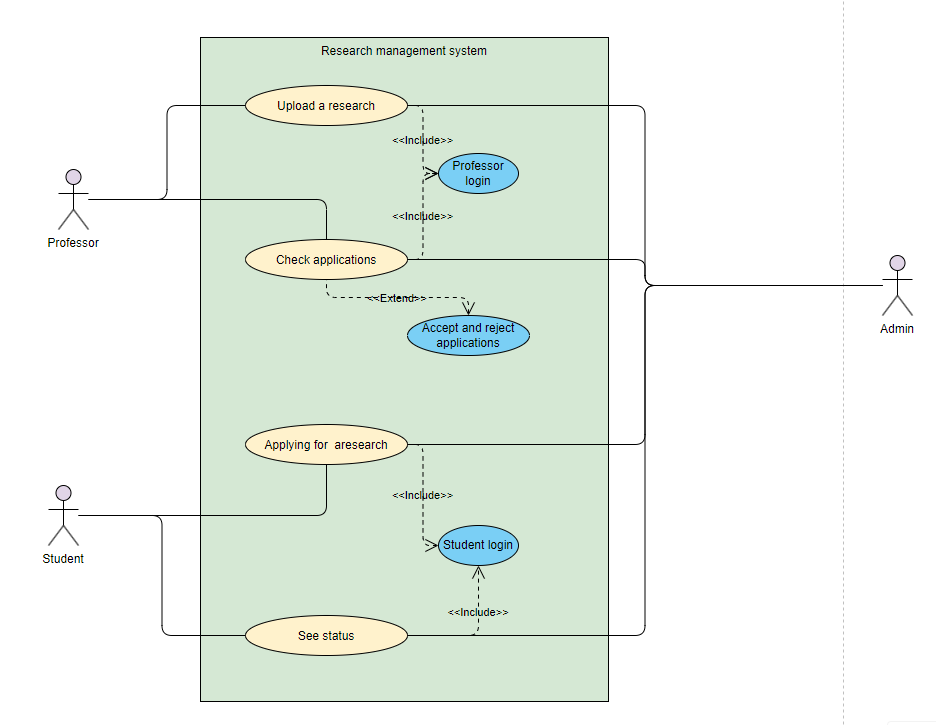 Research management system
Upload a research
<<Include>>
Professor
login
<<Include>>
Professor
Check applications
<<Extend>>
Accept and reject
applications
Admin
Applying for  aresearch
<<Include>>
Student login
Student
<<Include>>
See status